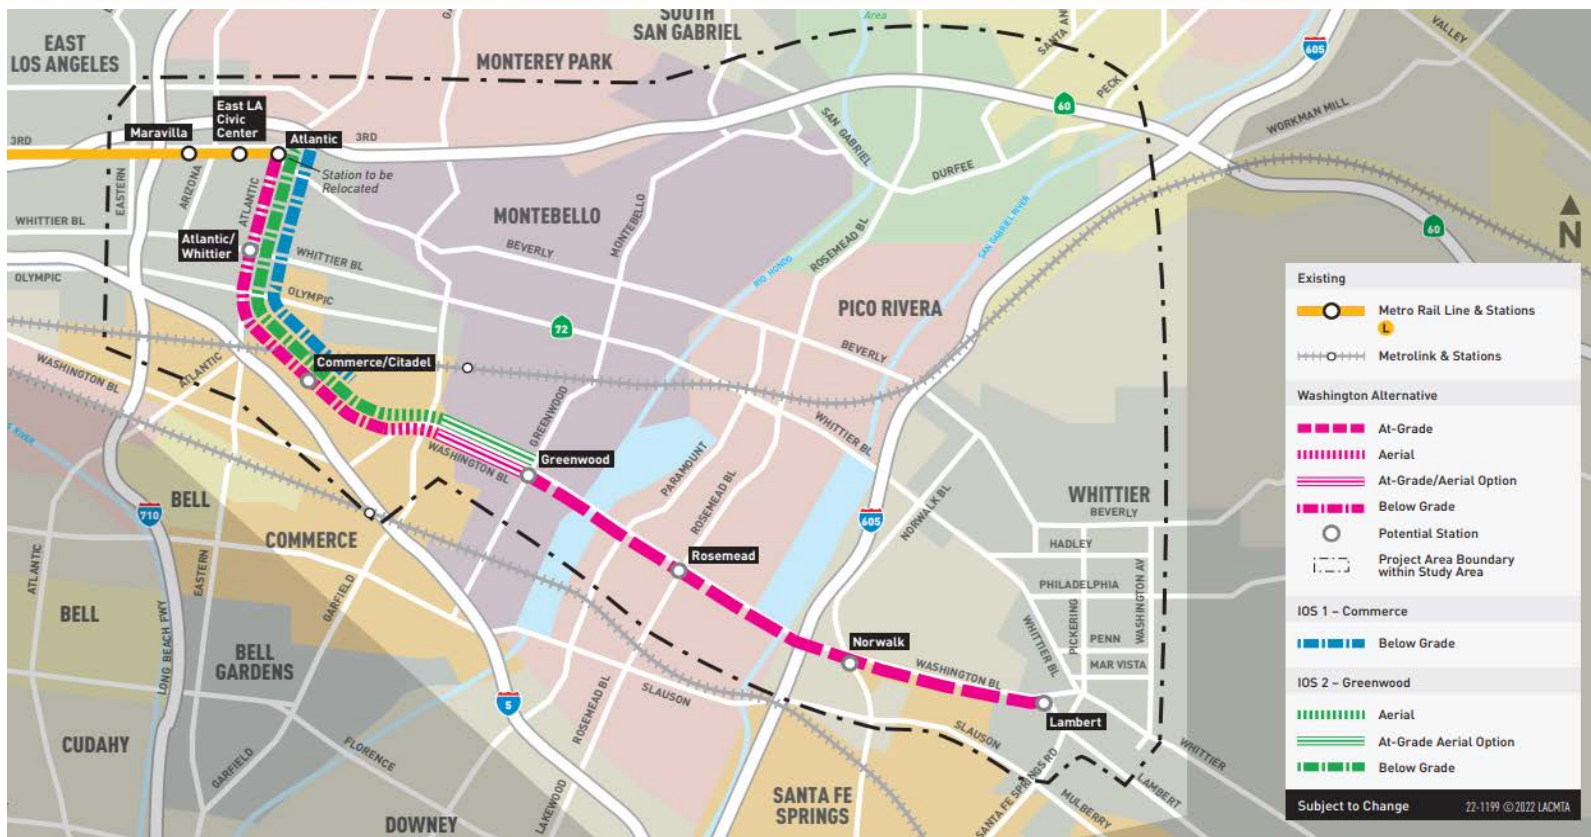 EAST
LOS ANGELES
MONTEREY PARK
SOUTH
SAN GABRIEL
Area
SANTA AN
PECK
605
VALLEY
WORKMAN MILL
60
3RD
Maravilla
East LA
Civic
Center
Atlantic
3RD
Station to be
Relocated
EASTERN
ARIZONA
ATLANTIC
SAN GABRIEL
DURFEE
WHITTIER BL
Atlantic/
Whittier
WHITTIER BL
OLYMPIC
OLYMPIC
MONTEBELLO
BEVERLY
MONTEBELLO
RIO HONDO
ROSEMEAD BL
SAN GABRIEL RIVER
60
N
PICO RIVERA
72
BEVERLY
WASHINGTON BL
ATLANTIC
Commerce/Citadel
GREENWOOD
WHITTIER BL
WASHINGTON BL
Greenwood
PARAMOUNT
ROSEMEAD BL
S RIVER
BELL
710
COMMERCE
605
NORWALK BL
WHITTIER
BEVERLY
HADLEY
PHILADELPHIA
WASHINGTON AV
PICKERING
PENN
MAR VISTA
WHITTIER BL
Rosemead
Norwalk
WASHINGTON BL
Lambert
ATLANTIC
EASTERN
GARFIELD
BELL
LONG BEACH FWY
BELL
GARDENS
5
ROSEMEAD BL
SLAUSON
SLAUSON
CUDAHY
GARFIELD
FLORENCE
DOWNEY
LAKEWOOD
SANTA FE
SPRINGS
SANTA FE SPRINGS RD
MULBERRY
LAMBERT
WHITTIER
Existing
Metro Rail Line & Stations
L
Metrolink & Stations
Washington Alternative
At-Grade
Aerial
At-Grade/Aerial Option
Below Grade
Potential Station
Project Area Boundary
within Study Area
IOS 1 – Commerce
Below Grade
IOS 2 – Greenwood
Aerial
At-Grade Aerial Option
Below Grade
Subject to Change
22-1199 © 2022 LACMTA